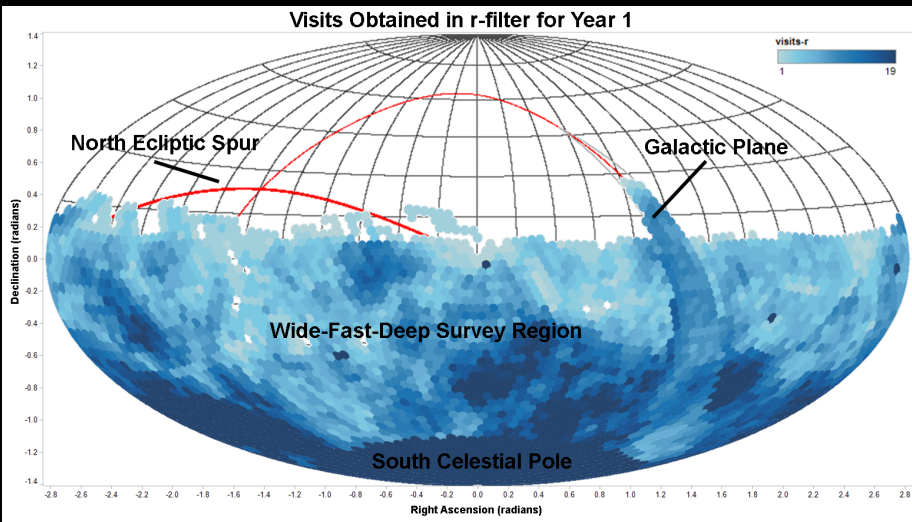 Visits Obtained in r-filter for Year 1
visits-r
1 19
North Ecliptic Spur
Galactic Plane
Wide-Fast-Deep Survey Region
South Celestial Pole
Declination (radians)
1.4
1.2
1.0
0.8
0.6
0.4
0.2
0.0
-0.2
-0.4
-0.6
-0.8
-1.0
-1.2
-1.4
-2.8 -2.6 -2.4 -2.2 -2.0 -1.8 -1.6 -1.4 -1.2 -1.0 -0.8 -0.6 -0.4 -0.2 0.0 0.2 0.4 0.6 0.8 1.0 1.2 1.4 1.6 1.8 2.0 2.2 2.4 2.6 2.8
Right Ascension (radians)